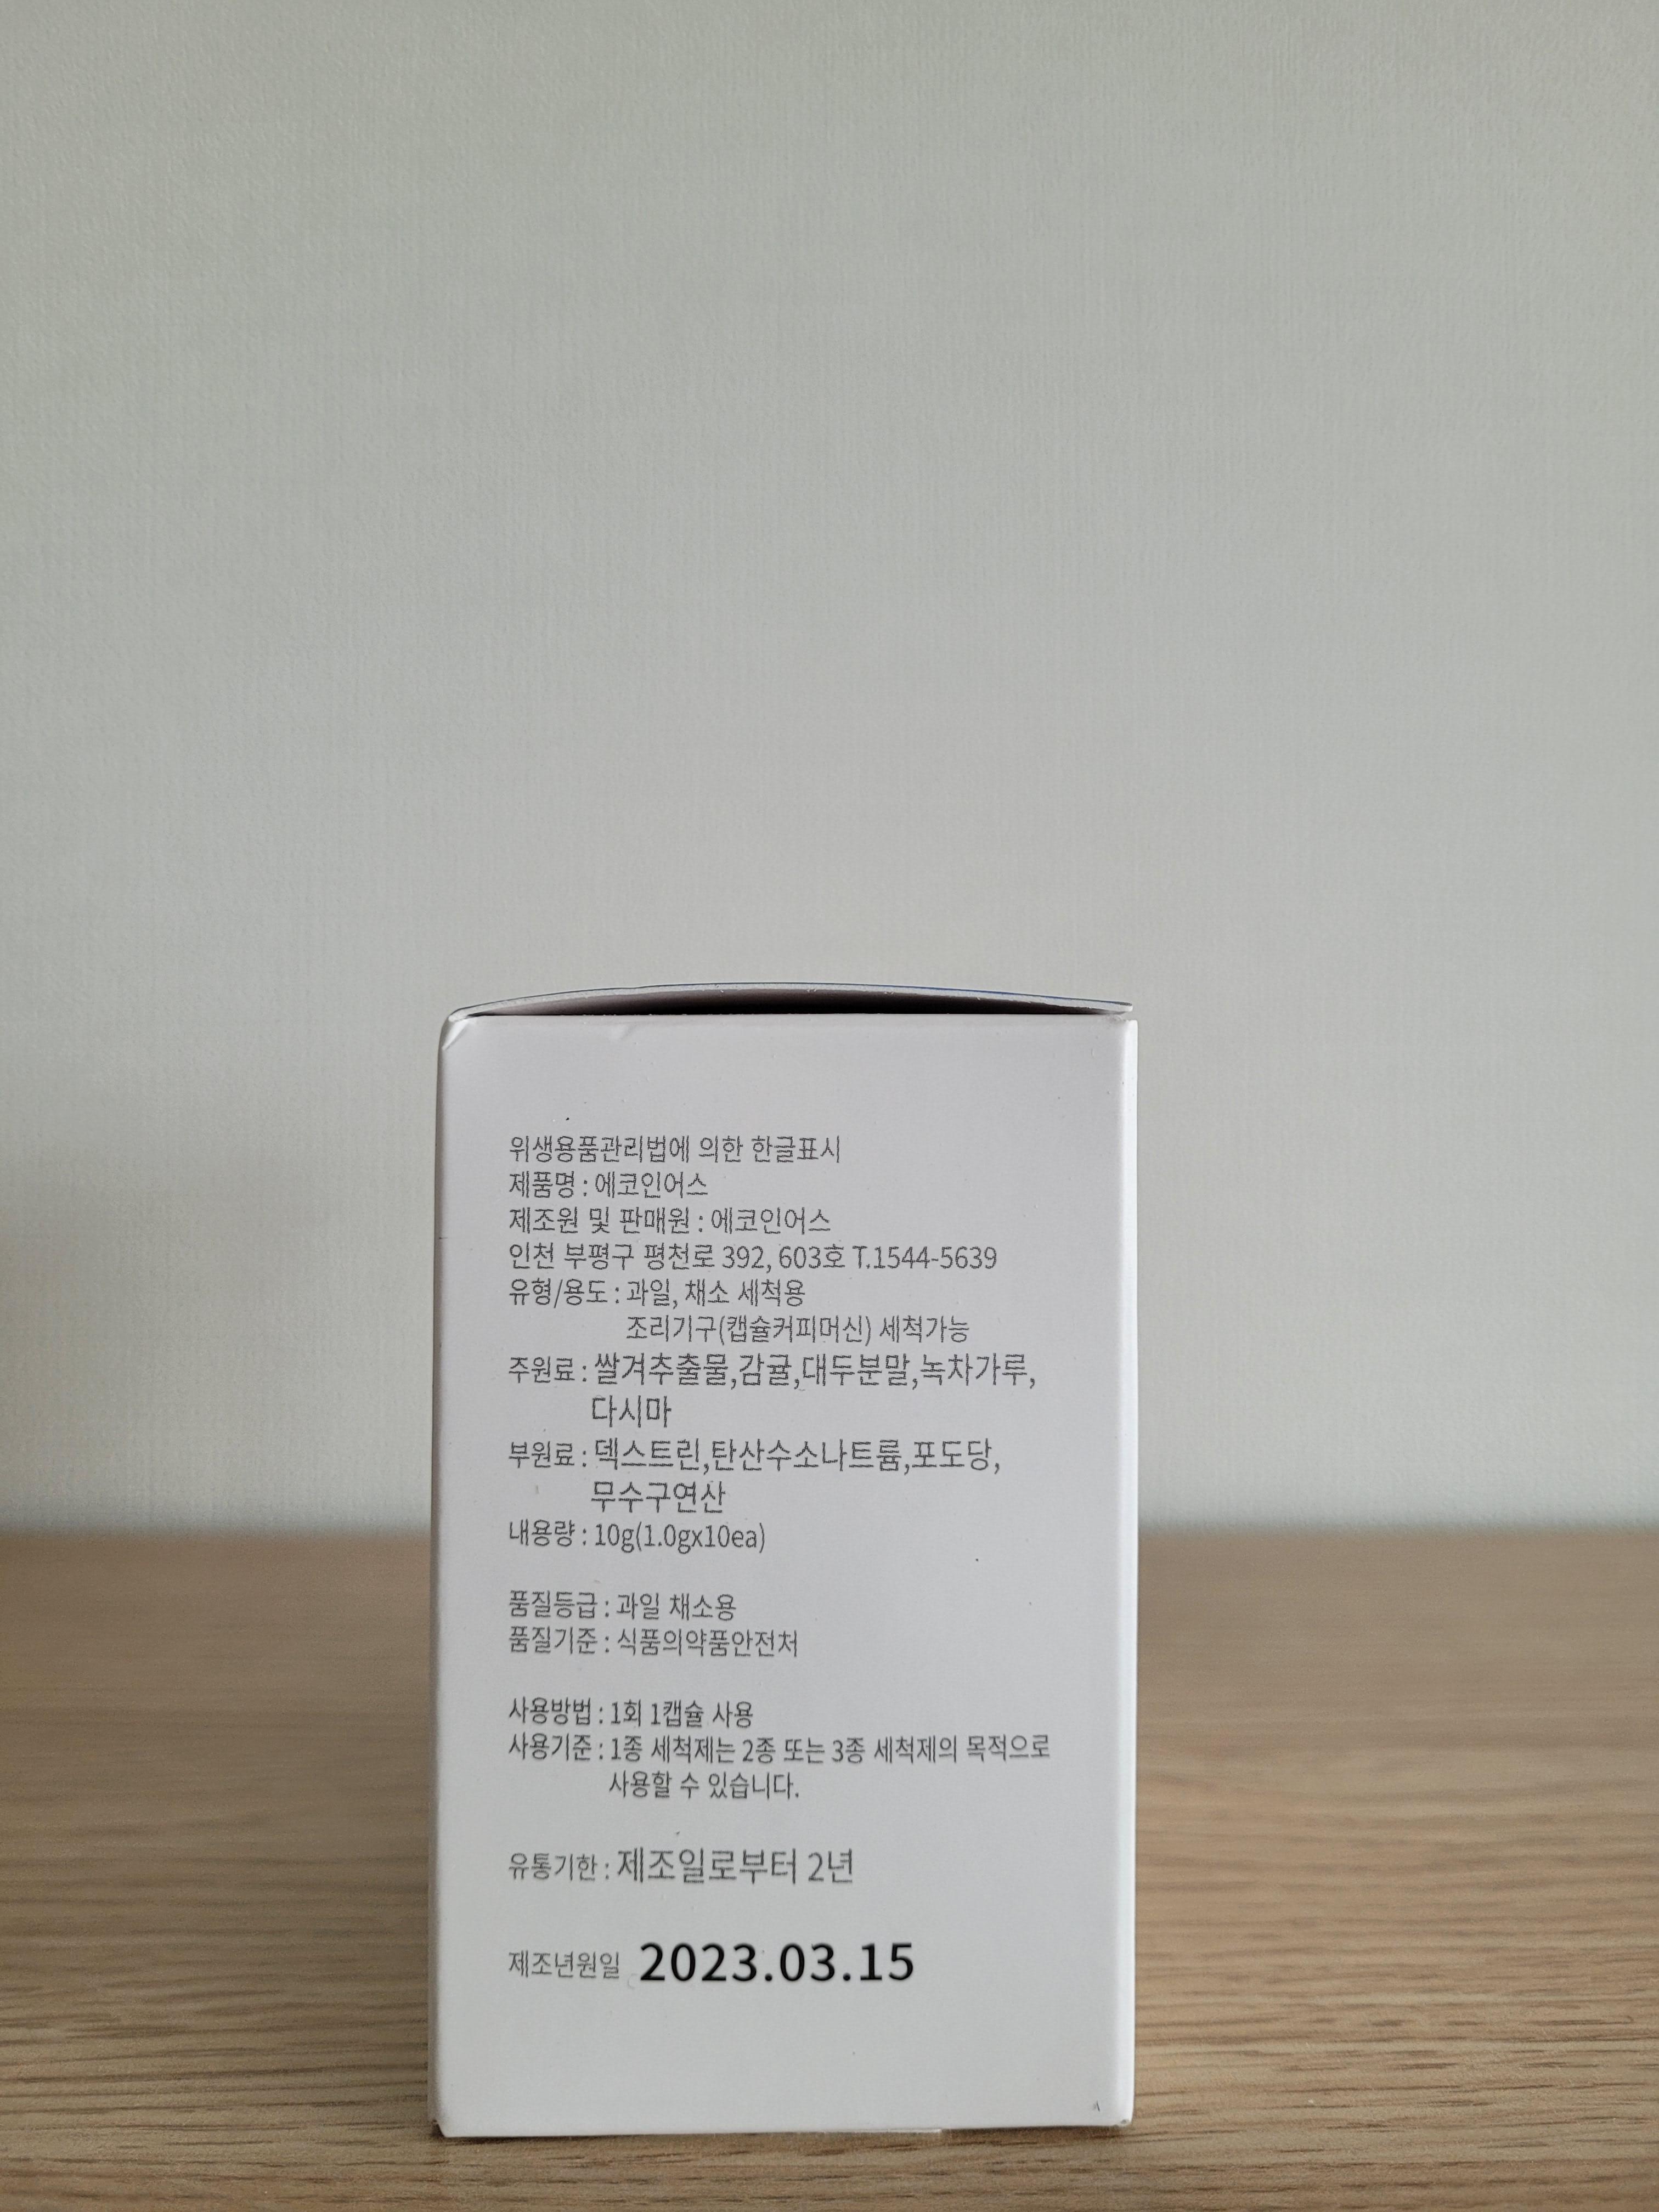 위생용품관리법에 의한 한글표시
제품명 : 에코인어스
제조원 및 판매원 : 에코인어스
인천 부평구 평천로 392, 603호 T.1544-5639
유형/용도 : 과일, 채소 세척용
조리기구(캡슐커피머신) 세척가능
주원료 : 쌀겨추출물,감귤,대두분말,녹차가루,
다시마
부원료 : 덱스트린,탄산수소나트륨,포도당,
무수구연산
내용량 : 10g(1.0gx10ea)
품질등급 : 과일 채소용
품질기준 : 식품의약품안전처
사용방법 : 1회 1캡슐 사용
사용기준 : 1종 세척제는 2종 또는 3종 세척제의 목적으로
사용할 수 있습니다.
유통기한 : 제조일로부터 2년
제조년원일 2023.03.15